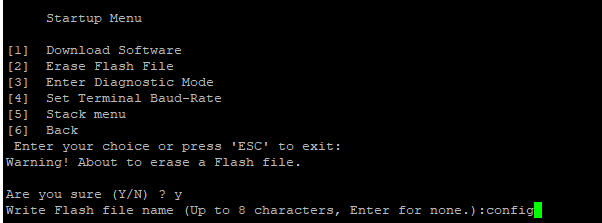 Startup Menu
[1] Download Software
[2] Erase Flash File
[3] Enter Diagnostic Mode
[4] Set Terminal Baud-Rate
[5] Stack menu
[6] Back
Enter your choice or press 'ESC' to exit:
Warning! About to erase a Flash file.
Are you sure (Y/N) ? y
Write Flash file name (Up to 8 characters, Enter for none.):config